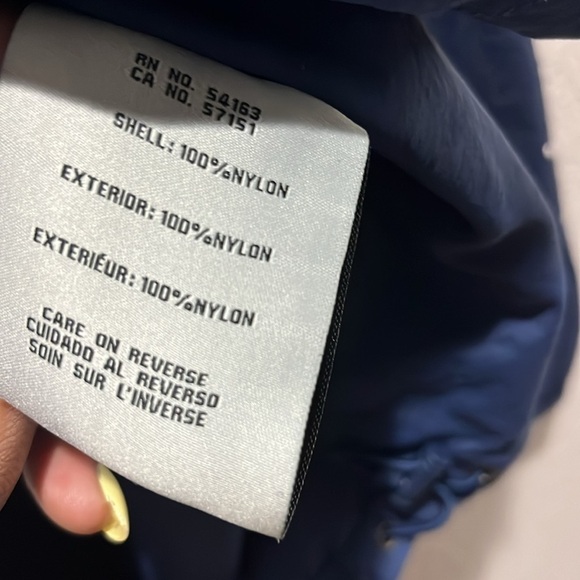 RN NO. 54163
CA NO. 57151
SHELL: 100%NYLON
EXTERIOR: 100%NYLON
EXTERIÉUR: 100%NYLON
CARE ON REVERSE
CUIDADO AL REVERSO
SOIN SUR L'INVERSE